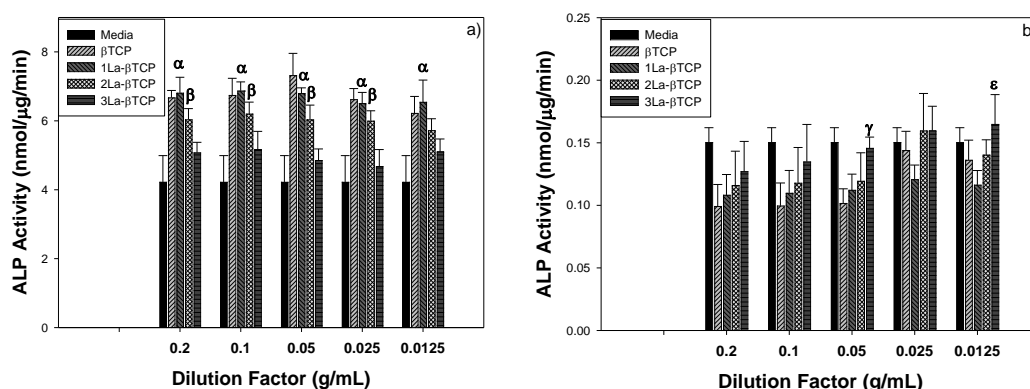 a)
8
6
4
2
0
Media
βTCP
1La-βTCP
2La-βTCP
3La-βTCP
α α α α α
β β β β
ALP Activity (nmol/μg/min)
0.2 0.1 0.05 0.025 0.0125
Dilution Factor (g/mL)
b
0.25
0.20
0.15
0.10
0.05
0.00
Media
βTCP
1La-βTCP
2La-βTCP
3La-βTCP
γ ε
ALP Activity (nmol/μg/min)
0.2 0.1 0.05 0.025 0.0125
Dilution Factor (g/mL)